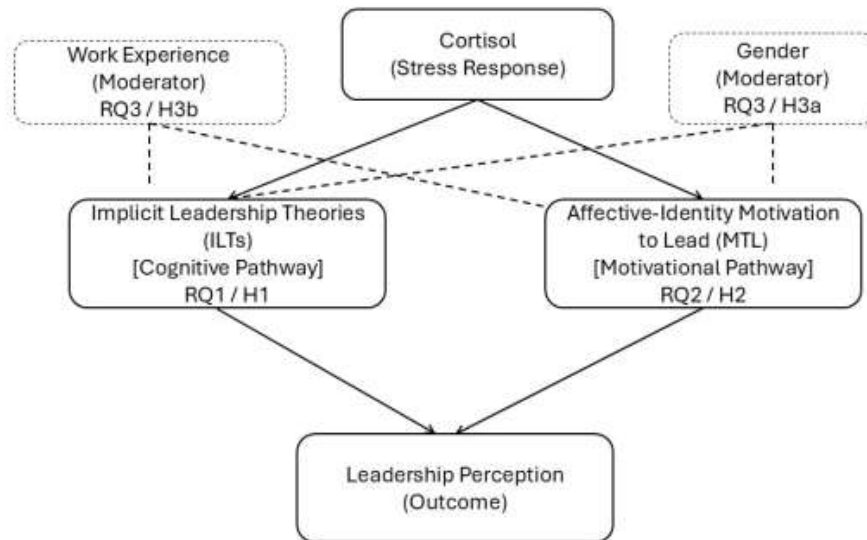 Work Experience
(Moderator)
RQ3 / H3b
Cortisol
(Stress Response)
Gender
(Moderator)
RQ3 / H3a
Implicit Leadership Theories
(ILTs)
[Cognitive Pathway]
RQ1 / H1
Affective-Identity Motivation
to Lead (MTL)
[Motivational Pathway]
RQ2 / H2
Leadership Perception
(Outcome)